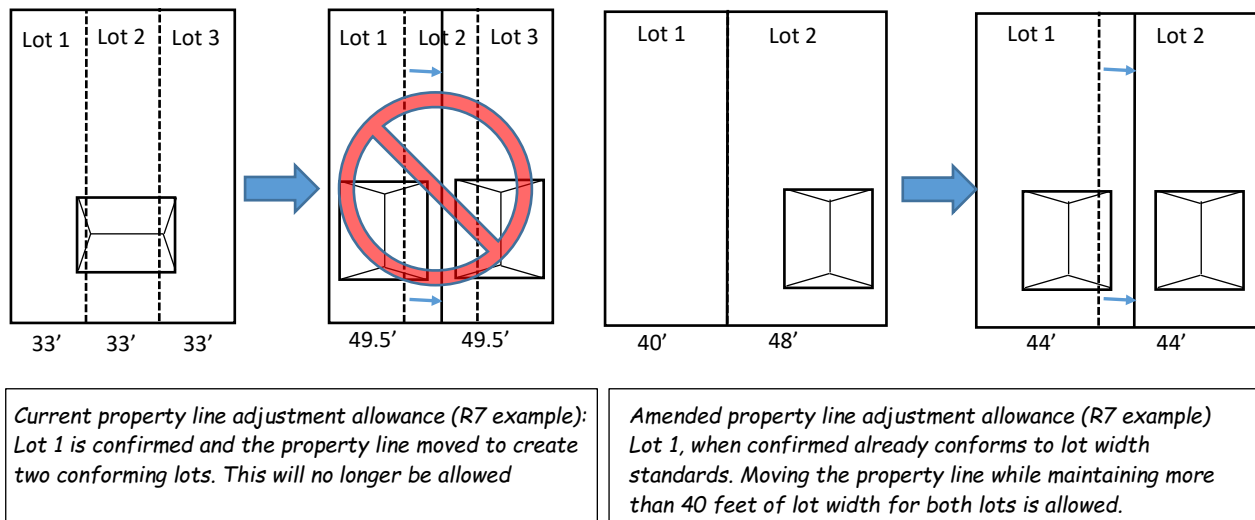 Lot 1 Lot 2 Lot 3
33’ 33’ 33’
Lot 1 Lot 2 Lot 3
49.5’ 49.5’
Lot 1 Lot 2
40’ 48’
Lot 1 Lot 2
44’ 44’
Current property line adjustment allowance (R7 example):
Lot 1 is confirmed and the property line moved to create
two conforming lots. This will no longer be allowed
Amended property line adjustment allowance (R7 example)
Lot 1, when confirmed already conforms to lot width
standards. Moving the property line while maintaining more
than 40 feet of lot width for both lots is allowed.